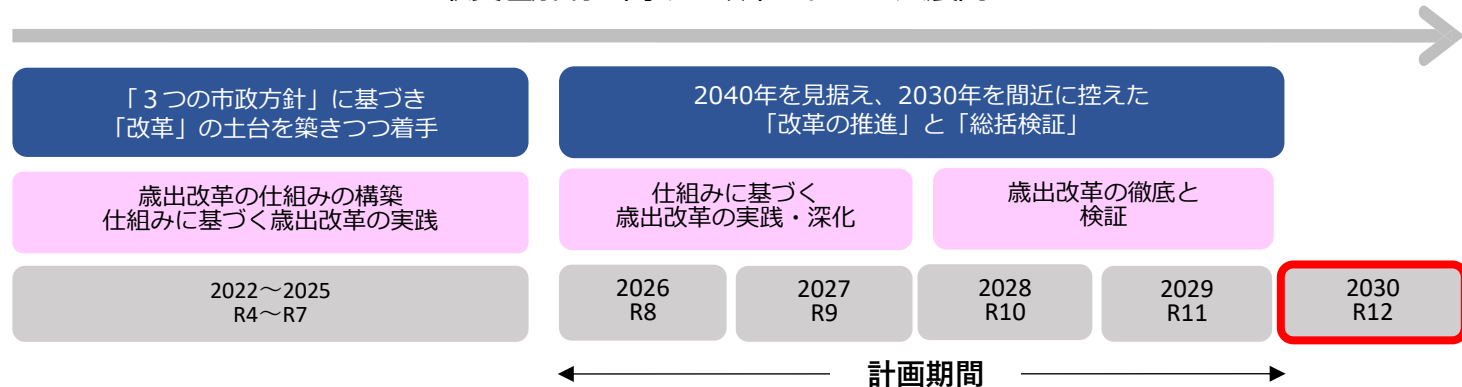 「３つの市政方針」に基づき
「改革」の土台を築きつつ着手
2040年を見据え、2030年を間近に控えた
「改革の推進」と「総括検証」
歳出改革の仕組みの構築
仕組みに基づく歳出改革の実践
仕組みに基づく
歳出改革の実践・深化
歳出改革の徹底と
検証
2022～2025
R4～R7
2026
R8
2027
R9
2028
R10
2029
R11
2030
R12
計画期間